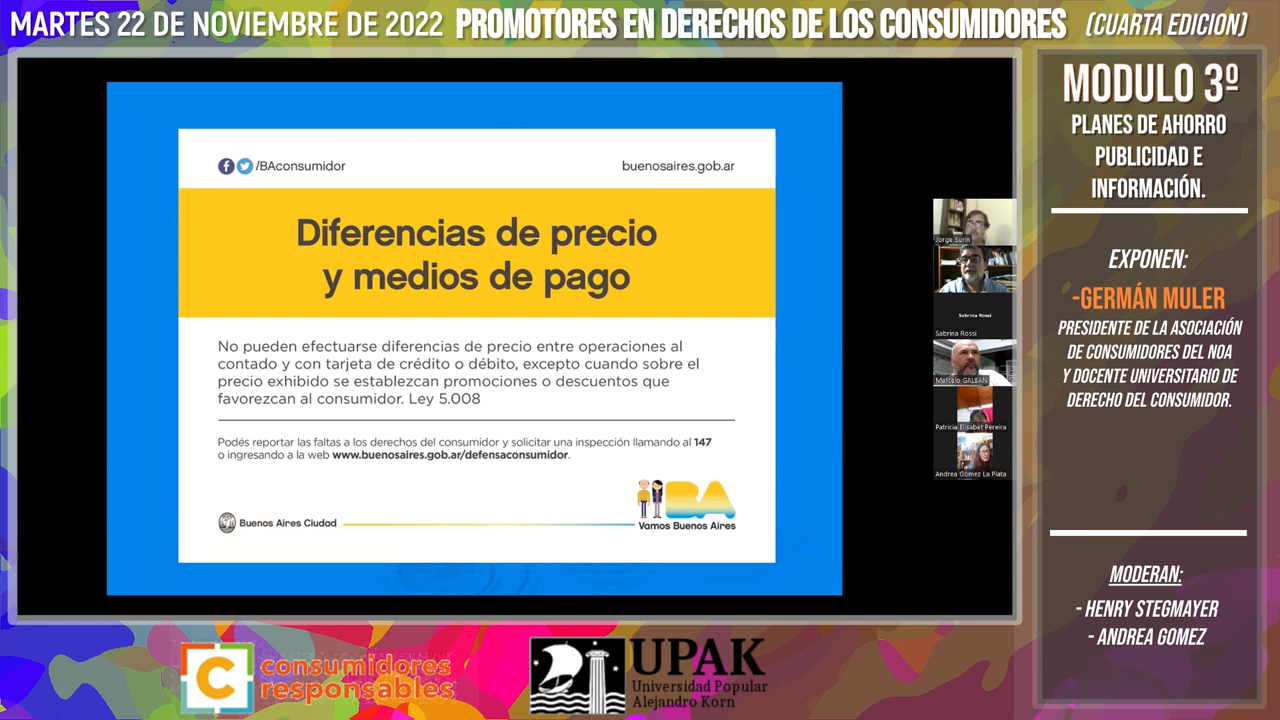 MARTES 22 DE NOVIEMBRE DE 2022 PROMOTORES EN DERECHOS DE LOS CONSUMIDORES (CUARTA EDICION)
/BAconsumidor
buenosaires.gob.ar
Diferencias de precio
y medios de pago
No pueden efectuarse diferencias de precio entre operaciones al
contado y con tarjeta de crédito o débito, excepto cuando sobre el
precio exhibido se establezcan promociones o descuentos que
favorezcan al consumidor. Ley 5.008
Podés reportar las faltas a los derechos del consumidor y solicitar una inspección llamando al 147
o ingresando a la web www.buenosaires.gob.ar/defensaconsumidor.
Buenos Aires Ciudad
BA
Vamos Buenos Aires
Jorge Surin
Sabrina Rossi
Sabrina Rossi
Marcelo GALEAN
Patricia Elisabet Pereira
Andrea Gomez La Plata
MODULO 3º
PLANES DE AHORRO
PUBLICIDAD E
INFORMACIÓN.
EXPONEN:
-GERMÁN MULER
PRESIDENTE DE LA ASOCIACIÓN
DE CONSUMIDORES DEL NOA
Y DOCENTE UNIVERSITARIO DE
DERECHO DEL CONSUMIDOR.
MODERAN:
- HENRY STEGMAYER
- ANDREA GOMEZ
C
consumidores
responsables
UPAK
Universidad Popular
Alejandro Korn